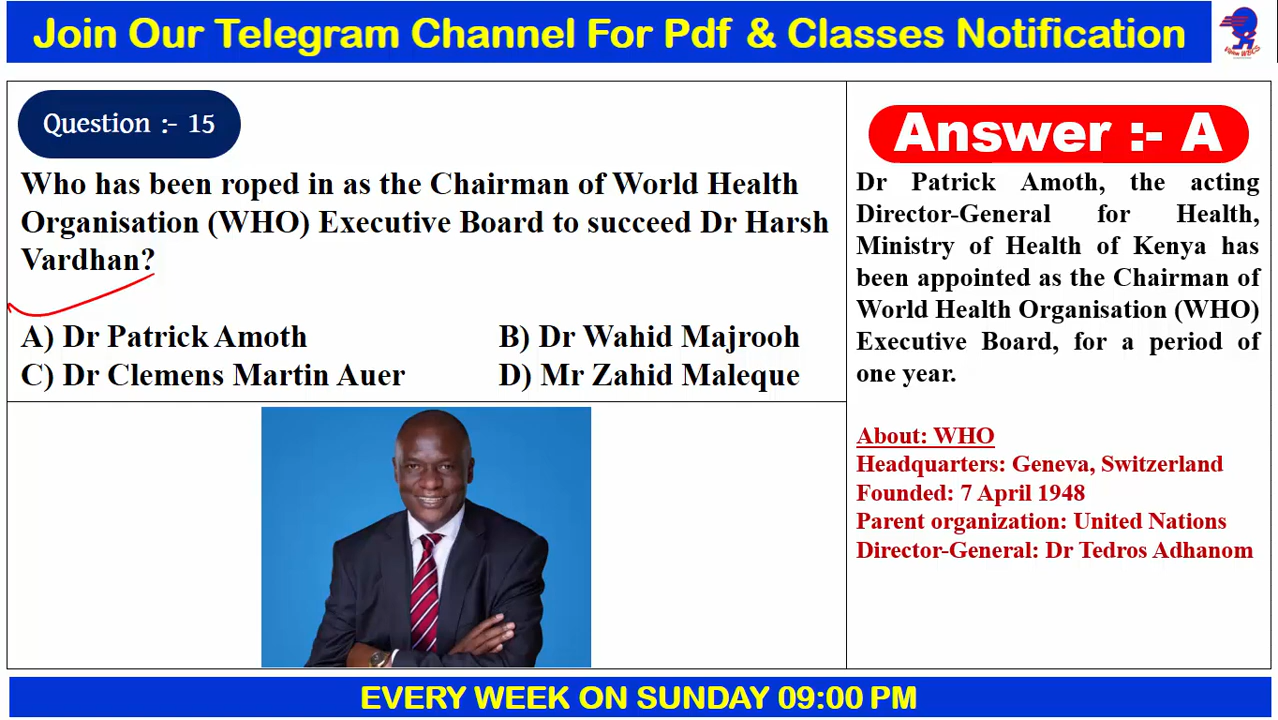 Join Our Telegram Channel For Pdf & Classes Notification
Question :- 15
Who has been roped in as the Chairman of World Health
Organisation (WHO) Executive Board to succeed Dr Harsh
Vardhan?
A) Dr Patrick Amoth
B) Dr Wahid Majrooh
C) Dr Clemens Martin Auer
D) Mr Zahid Maleque
Answer :- A
Dr Patrick Amoth, the acting
Director-General for Health,
Ministry of Health of Kenya has
been appointed as the Chairman of
World Health Organisation (WHO)
Executive Board, for a period of
one year.
About: WHO
Headquarters: Geneva, Switzerland
Founded: 7 April 1948
Parent organization: United Nations
Director-General: Dr Tedros Adhanom
EVERY WEEK ON SUNDAY 09:00 PM